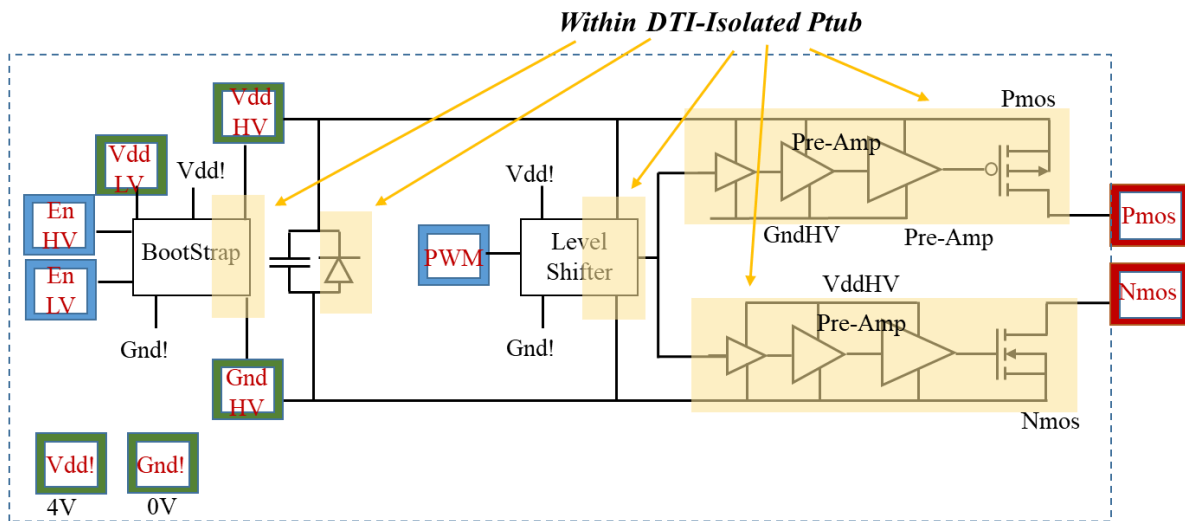 Within DTI-Isolated Ptub
Vdd
HV
Pmos
Pre-Amp
Vdd
LV
Vdd!
Vdd!
En
HV
BootStrap
PWM
Level
Shifter
GndHV
Pre-Amp
Pmos
En
LV
VddHV
Nmos
Pre-Amp
Gnd!
Gnd!
Gnd
HV
Nmos
Vdd!
Gnd!
4V
0V